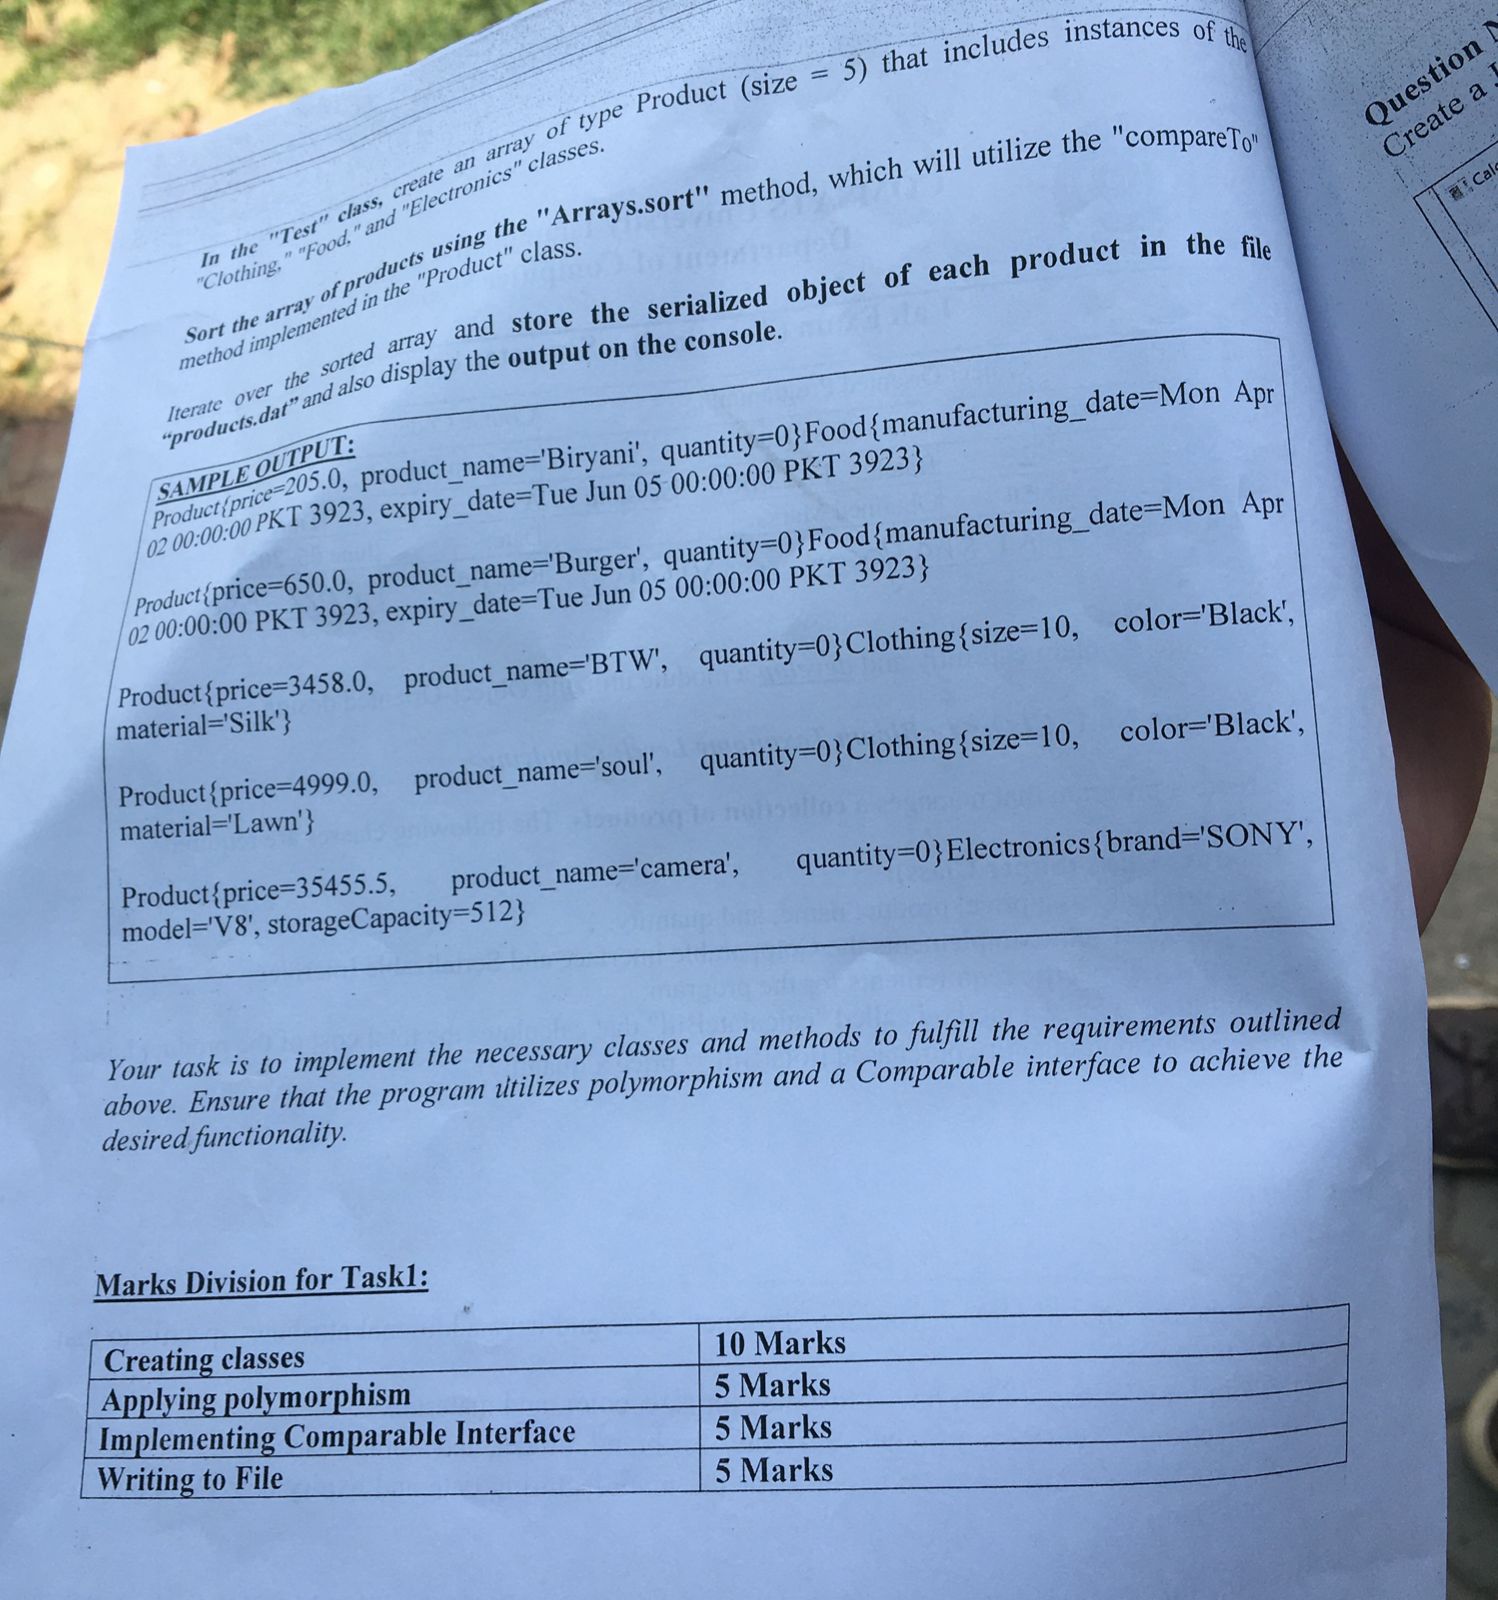 In the "Test" class, create an array of type Product (size = 5) that includes instances of the
"Clothing," "Food," and "Electronics" classes.
Sort the array of products using the "Arrays.sort" method, which will utilize the "compareTo"
method implemented in the "Product" class.
Iterate over the sorted array and store the serialized object of each product in the file
“products.dat” and also display the output on the console.
SAMPLE OUTPUT:
Product{price=205.0, product_name='Biryani', quantity=0}Food{manufacturing_date=Mon Apr
02 00:00:00 PKT 3923, expiry_date=Tue Jun 05 00:00:00 PKT 3923}
Product{price=650.0, product_name='Burger', quantity=0}Food{manufacturing_date=Mon Apr
02 00:00:00 PKT 3923, expiry_date=Tue Jun 05 00:00:00 PKT 3923}
Product{price=3458.0, product_name='BTW', quantity=0}Clothing{size=10, color='Black',
material='Silk'}
Product{price=4999.0, product_name='soul', quantity=0}Clothing{size=10, color='Black',
material='Lawn'}
Product{price=35455.5, product_name='camera', quantity=0}Electronics{brand='SONY',
model='V8', storageCapacity=512}
Your task is to implement the necessary classes and methods to fulfill the requirements outlined
above. Ensure that the program utilizes polymorphism and a Comparable interface to achieve the
desired functionality.
Marks Division for Task1:
Creating classes 10 Marks
Applying polymorphism 5 Marks
Implementing Comparable Interface 5 Marks
Writing to File 5 Marks
Question
Create a